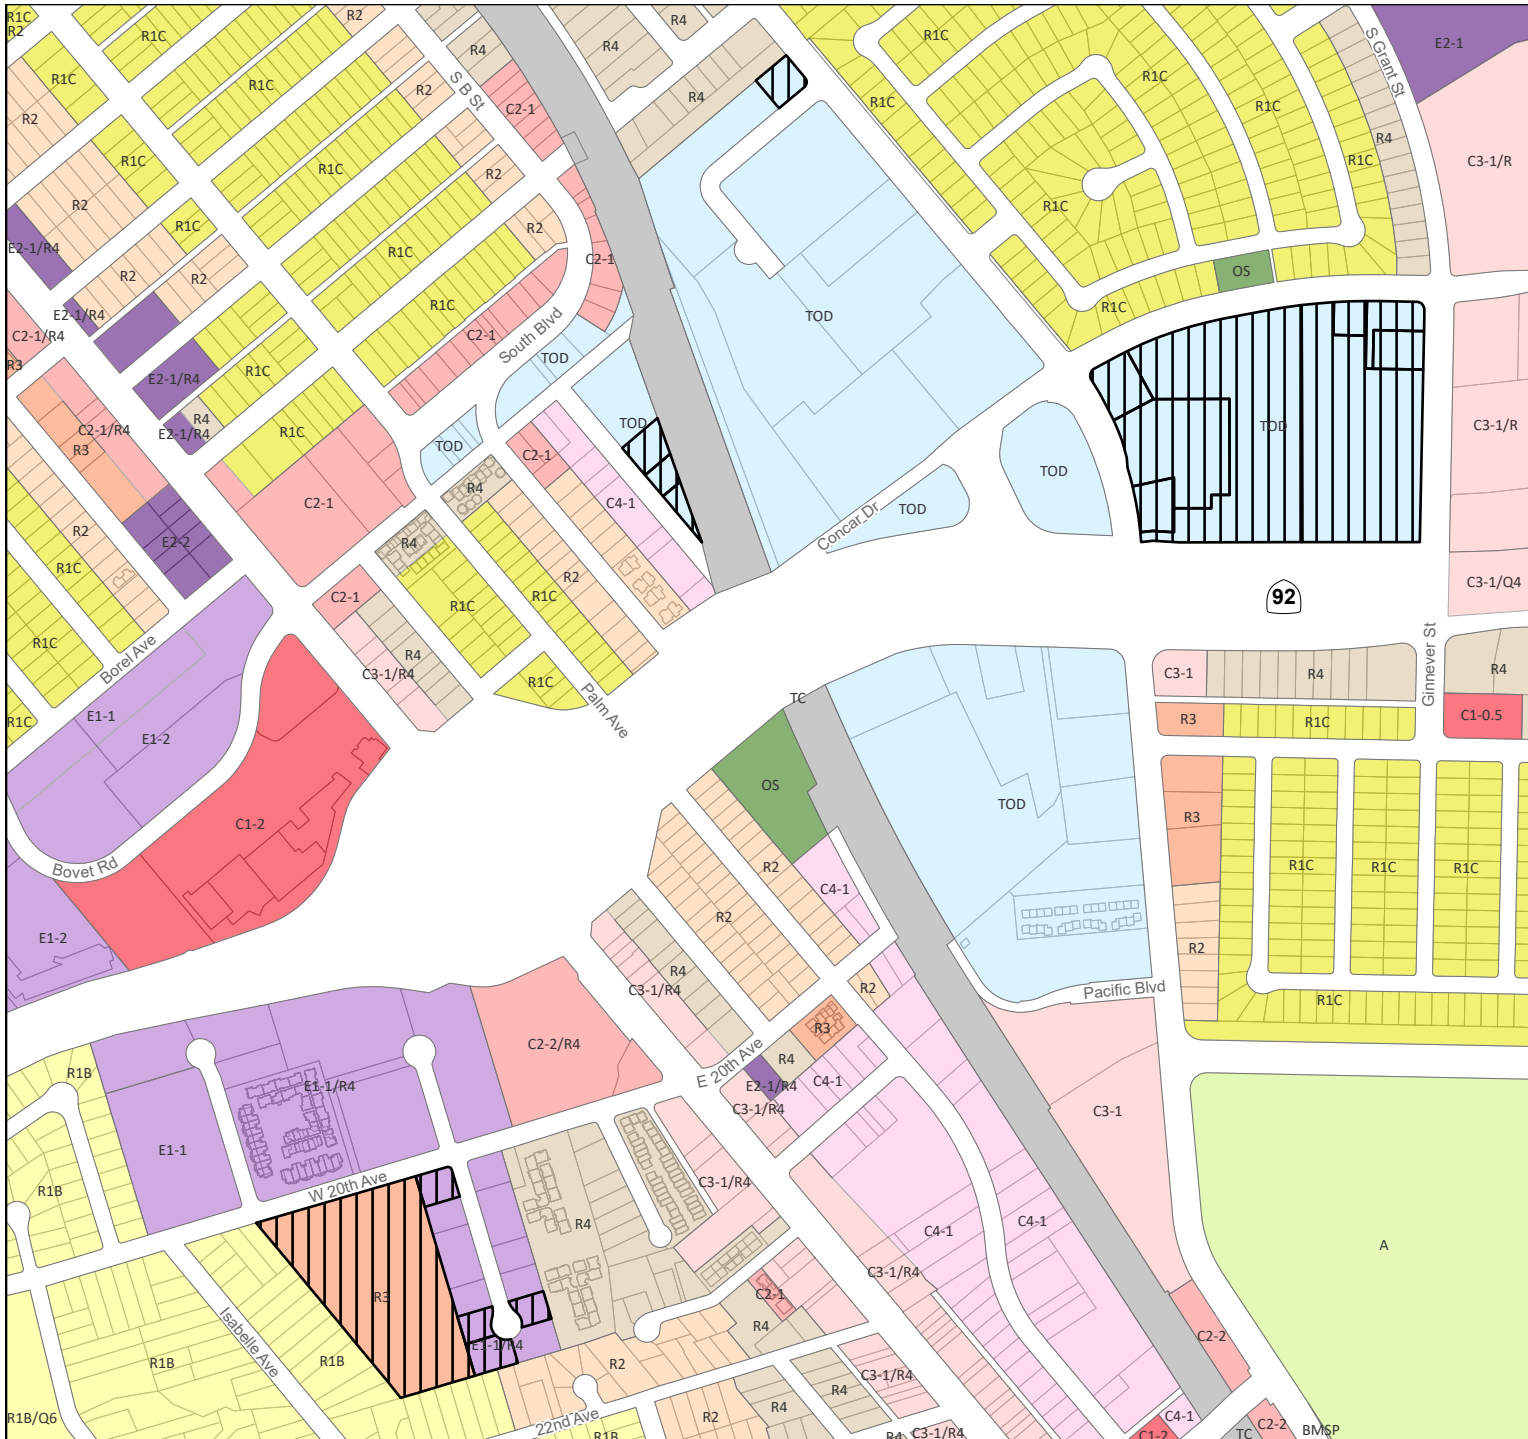 R1C
R2
R1C
R2
R4
R4
R4
R1C
E2-1
R1C
R1C
R2
S B St
C2-1
R4
R1C
R1C
R1C
S Grant St
R4
R2
R1C
R1C
R2
R1C
C3-1/R
R2
R1C
R2
R1C
E2-1/R4
R2
R2
R1C
C2-1
OS
E2-1/R4
C2-1/R4
R1C
C2-1
South Blvd
TOD
TOD
R1C
R3
E2-1/R4
R1C
R4
E2-1/R4
C2-1/R4
R3
R1C
TOD
TOD
C2-1
TOD
TOD
TOD
C3-1/R
R4
C4-1
C2-1
Concar Dr
TOD
R2
E2-2
R1C
R4
R2
R1C
R1C
C2-1
92
C3-1/Q4
R1C
Borel Ave
R4
C3-1/R4
R1C
Palm Ave
TC
C3-1
R4
Ginnever St
R4
R1C
E1-1
E1-2
R3
R1C
C1-0.5
OS
TOD
R3
C1-2
Bovet Rd
R2
C4-1
R1C
R1C
R1C
R2
E1-2
R4
C3-1/R4
R2
R2
Pacific Blvd
R1C
R3
C2-2/R4
E 20th Ave
R4
E2-1/R4
C4-1
C3-1/R4
R1B
E1-1/R4
C3-1
E1-1
R1B
W 20th Ave
C3-1/R4
R4
C4-1
C4-1
A
C3-1/R4
R3
C2-1
R4
Isabelle Ave
R1B
R1B
E1-1/R4
R2
C2-2
C3-1/R4
R4
R4
R2
R1B/Q6
22nd Ave
R1B
R4
C3-1/R4
C4-1
C1-2
TC
C2-2
BMSP